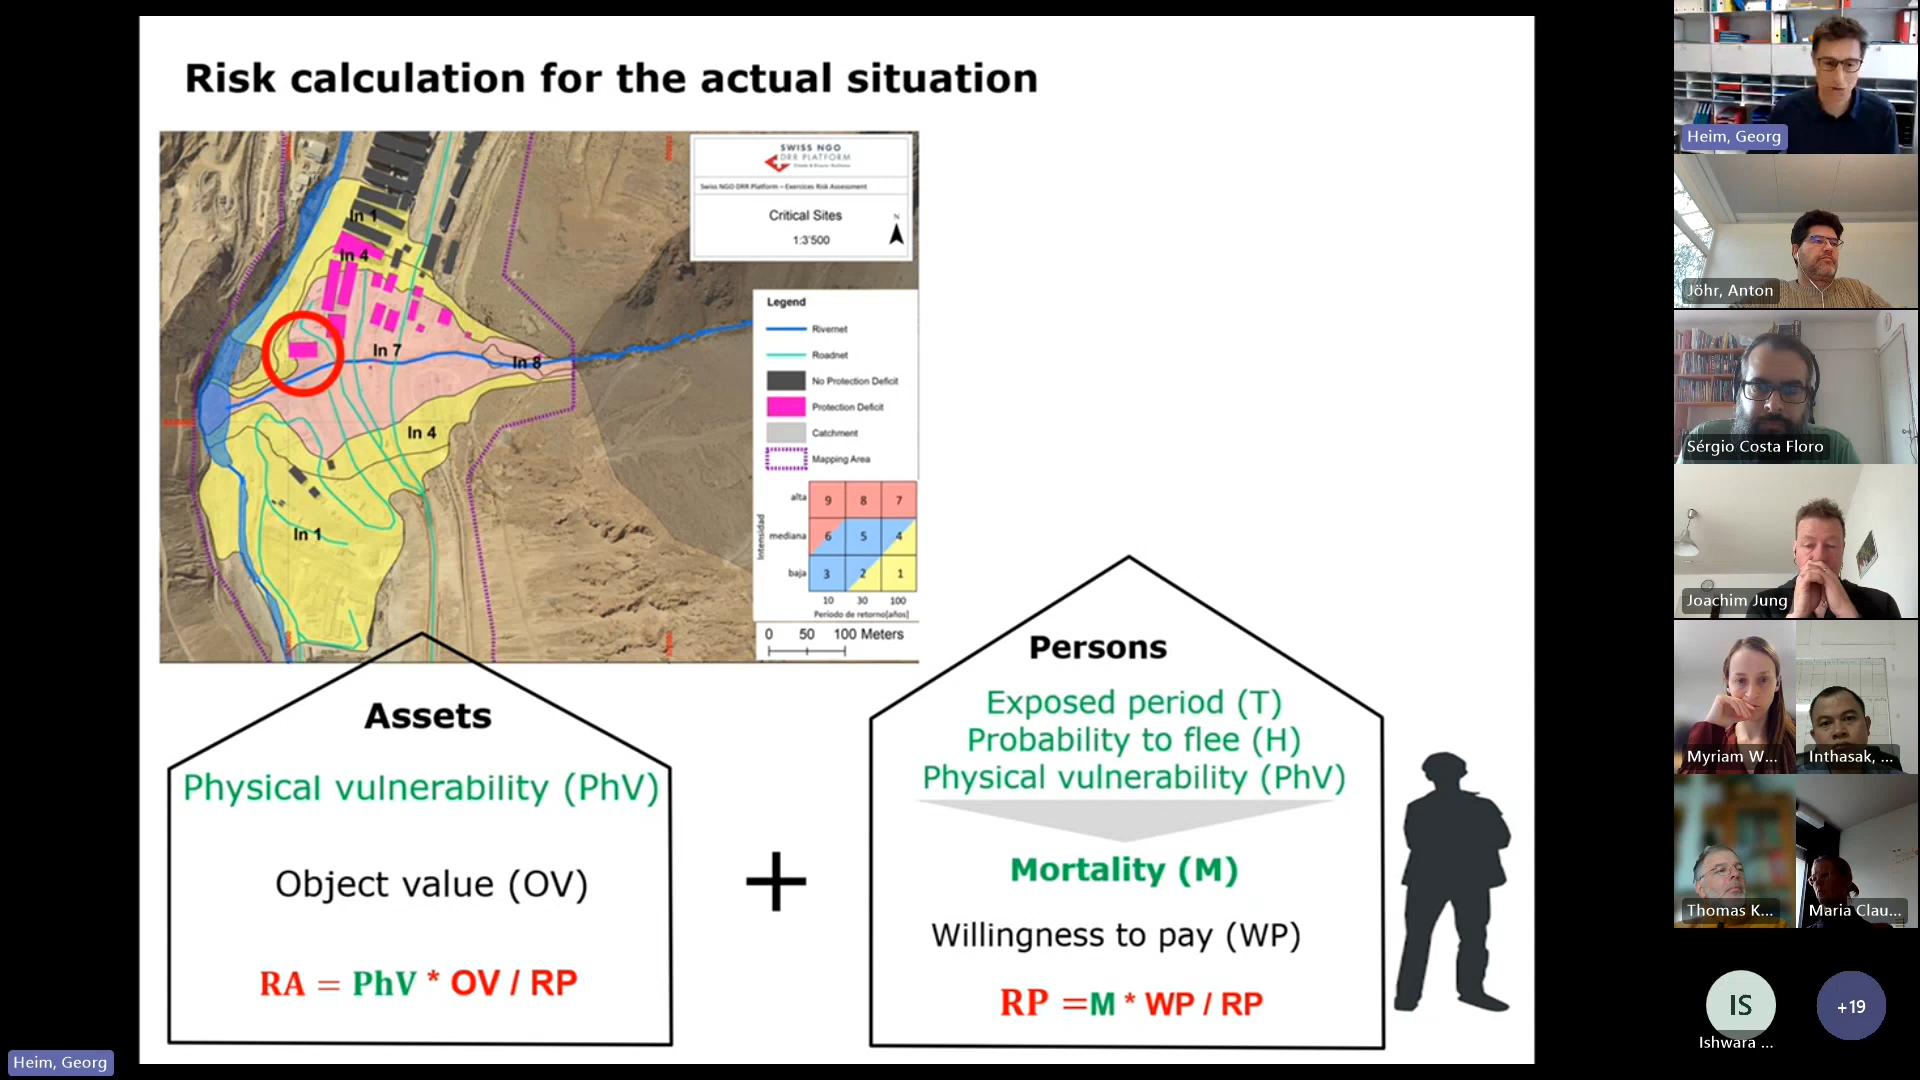 Risk calculation for the actual situation
SWISS NGO
DRR PLATFORM
Swiss NGO DRR Platform – Exercices Risk Assessment
Critical Sites
1:3'500
N
In 1
In 4
In 7
In 8
In 4
In 1
Legend
Rivernet
Roadnet
No Protection Deficit
Protection Deficit
Catchment
Mapping Area
Intensidad
alta
9 8 7
mediana
6 5 4
baja
3 2 1
10 30 100
Período de retorno[años]
0 50 100 Meters
Assets
Physical vulnerability (PhV)
Object value (OV)
RA = PhV * OV / RP
+
Persons
Exposed period (T)
Probability to flee (H)
Physical vulnerability (PhV)
Mortality (M)
Willingness to pay (WP)
RP =M * WP / RP
Heim, Georg
Jöhr, Anton
Sérgio Costa Floro
Joachim Jung
Myriam W...
Inthasak, ...
Thomas K...
Maria Clau...
IS
Ishwara ...
+19
Heim, Georg